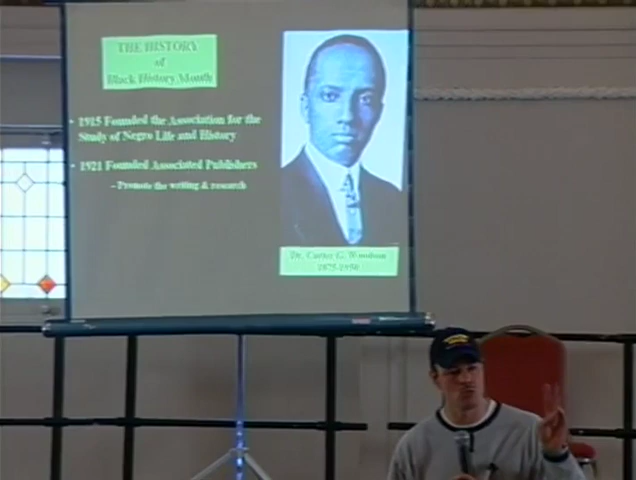 THE HISTORY
of
Black History Month
• 1915 Founded the Association for the
Study of Negro Life and History
• 1921 Founded Associated Publishers
–Promote the writing & research
Dr. Carter G. Woodson
1875-1950